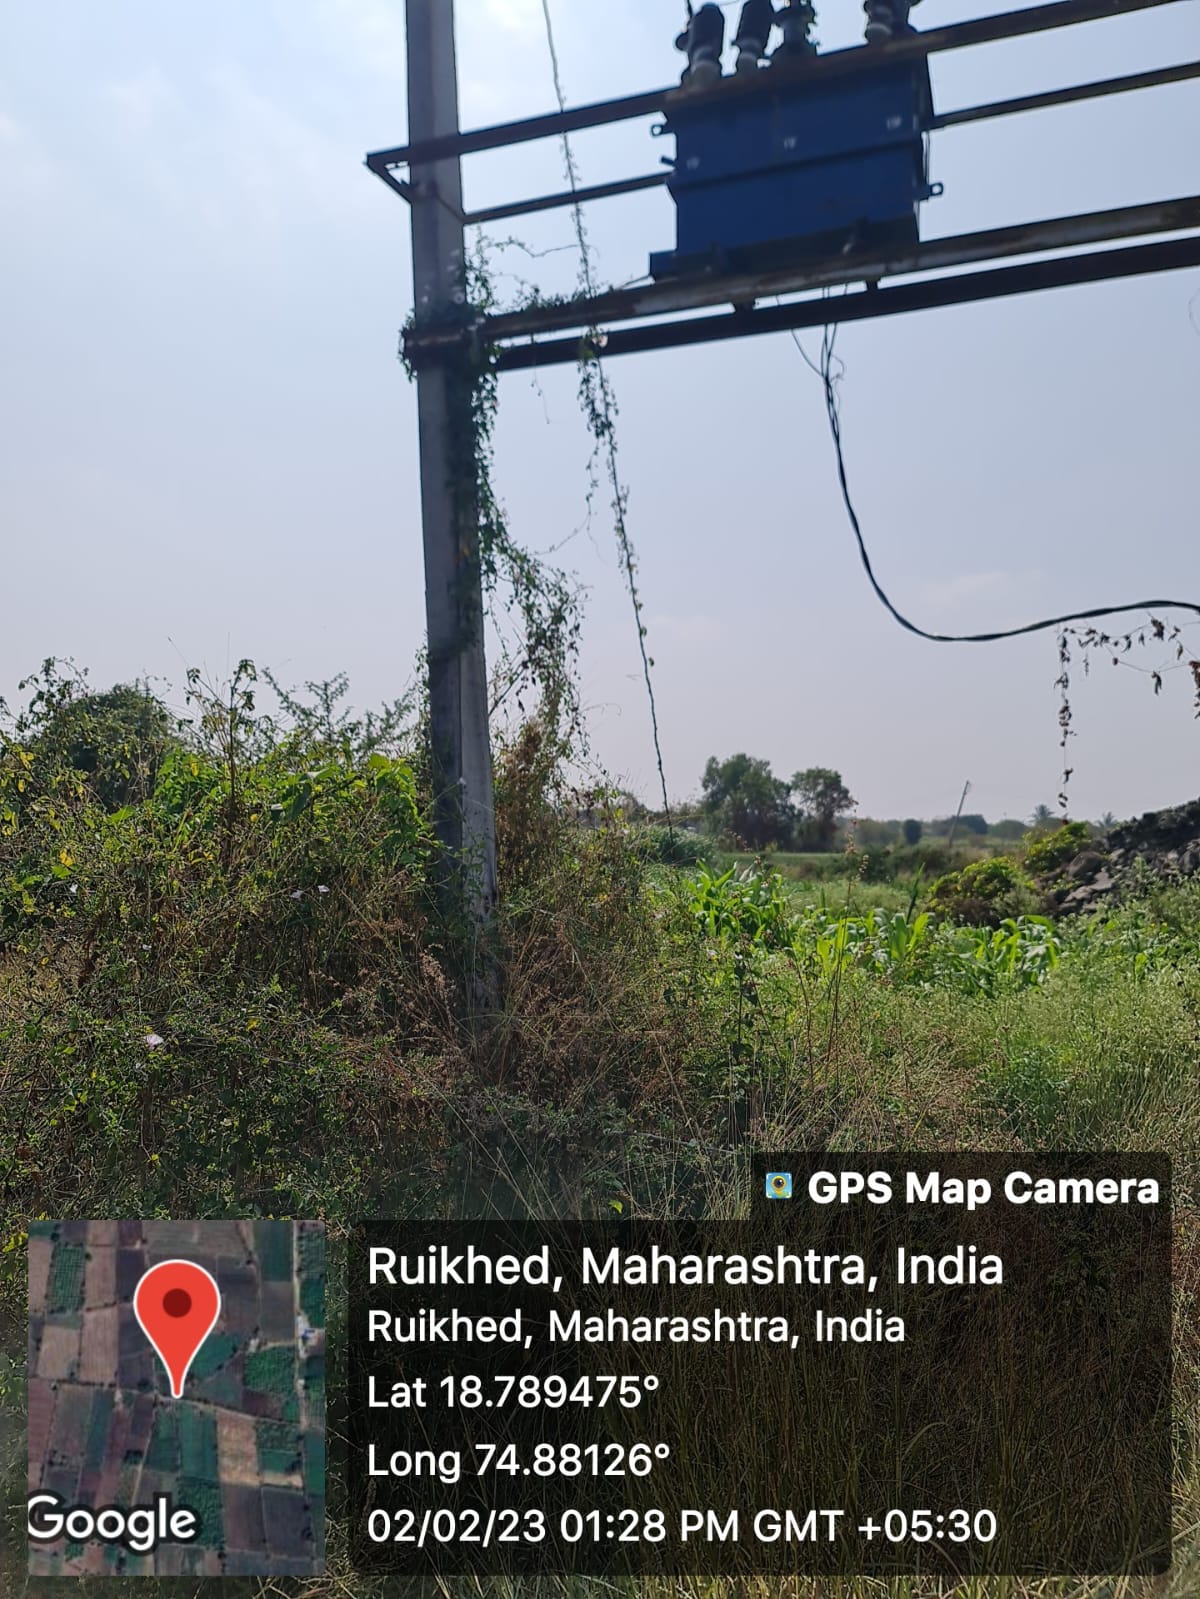 GPS Map Camera
Ruikhed, Maharashtra, India
Ruikhed, Maharashtra, India
Lat 18.789475°
Long 74.88126°
02/02/23 01:28 PM GMT +05:30
Google